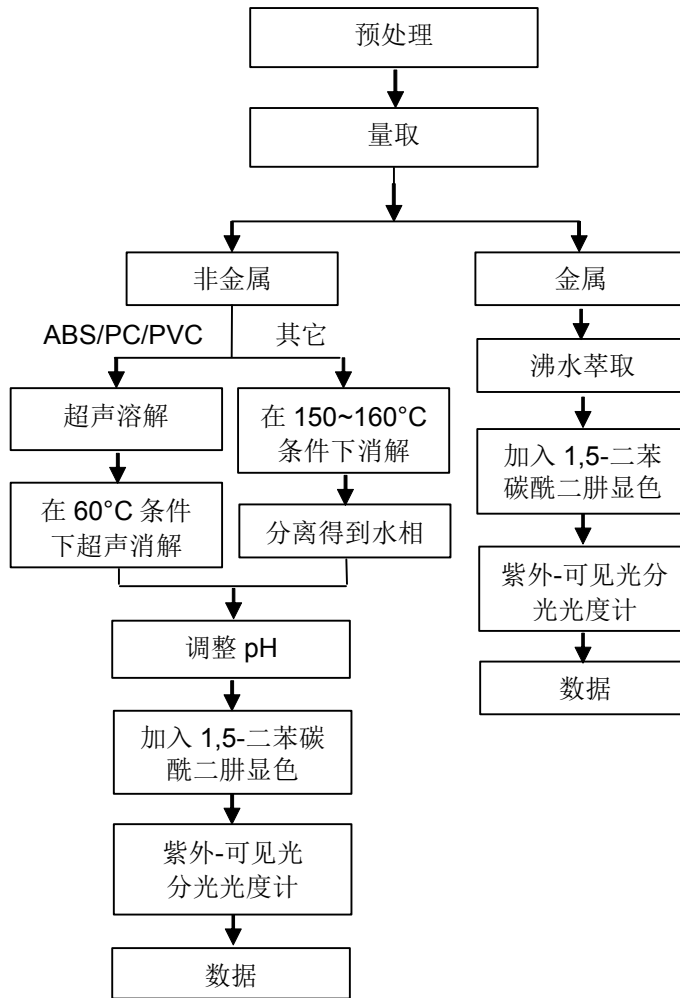 预处理
量取
非金属
金属
ABS/PC/PVC
其它
沸水萃取
超声溶解
在 150~160°C
条件下消解
加入 1,5-二苯
碳酰二肼显色
在 60°C 条件
下超声消解
分离得到水相
紫外-可见光分
光光度计
调整 pH
数据
加入 1,5-二苯碳
酰二肼显色
紫外-可见光
分光光度计
数据